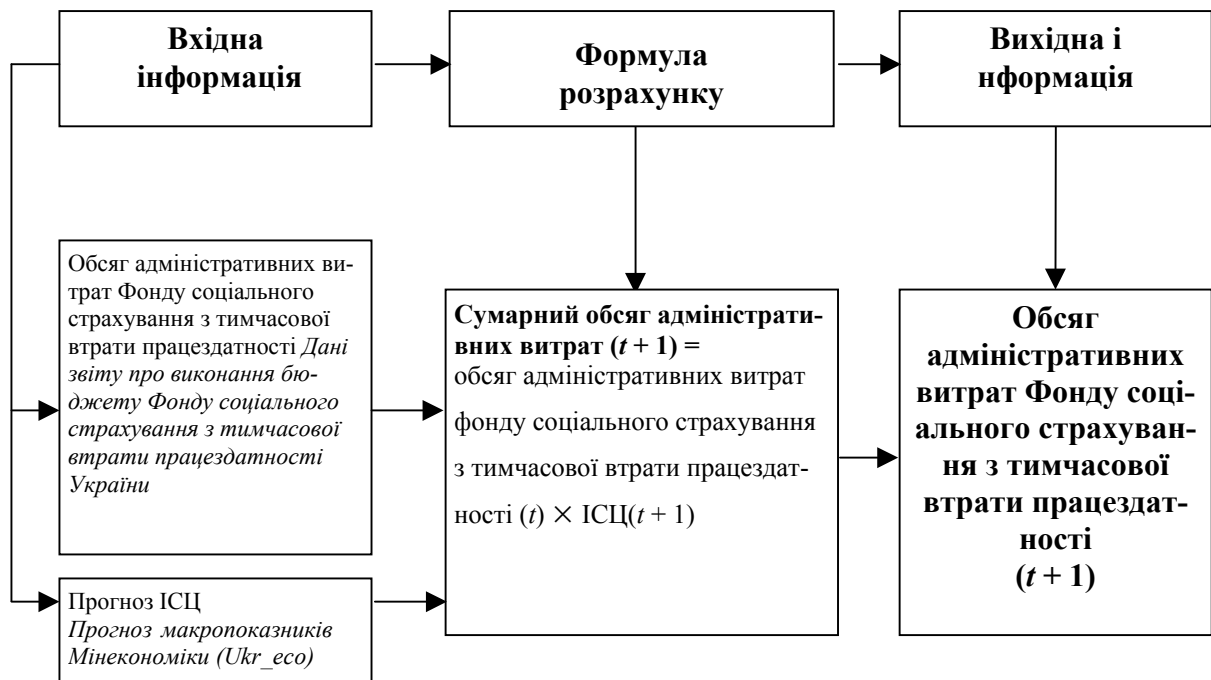 Вхідна
інформація
Формула
розрахунку
Вихідна і
нформація
Обсяг адміністративних ви-
трат Фонду соціального
страхування з тимчасової
втрати працездатності Дані
звіту про виконання бю-
джету Фонду соціального
страхування з тимчасової
втрати працездатності
України
Прогноз ІСЦ
Прогноз макропоказників
Мінекономіки (Ukr_eco)
Сумарний обсяг адміністрати-
вних витрат (t + 1) =
обсяг адміністративних витрат
фонду соціального страхування
з тимчасової втрати працездат-
ності (t) × ІСЦ(t + 1)
Обсяг
адміністративних
витрат Фонду соці-
ального страхуван-
ня з тимчасової
втрати працездат-
ності
(t + 1)